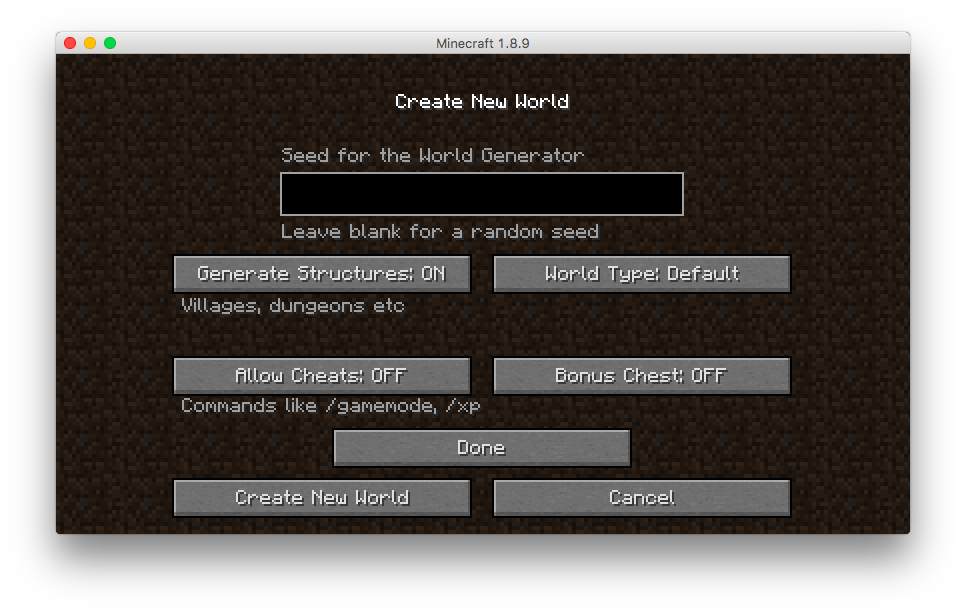 Minecraft 1.8.9
Create New World
Seed for the World Generator
Leave blank for a random seed
Generate Structures: ON
World Type: Default
Villages, dungeons etc
Allow Cheats: OFF
Bonus Chest: OFF
Commands like /gamemode, /xp
Done
Create New World
Cancel